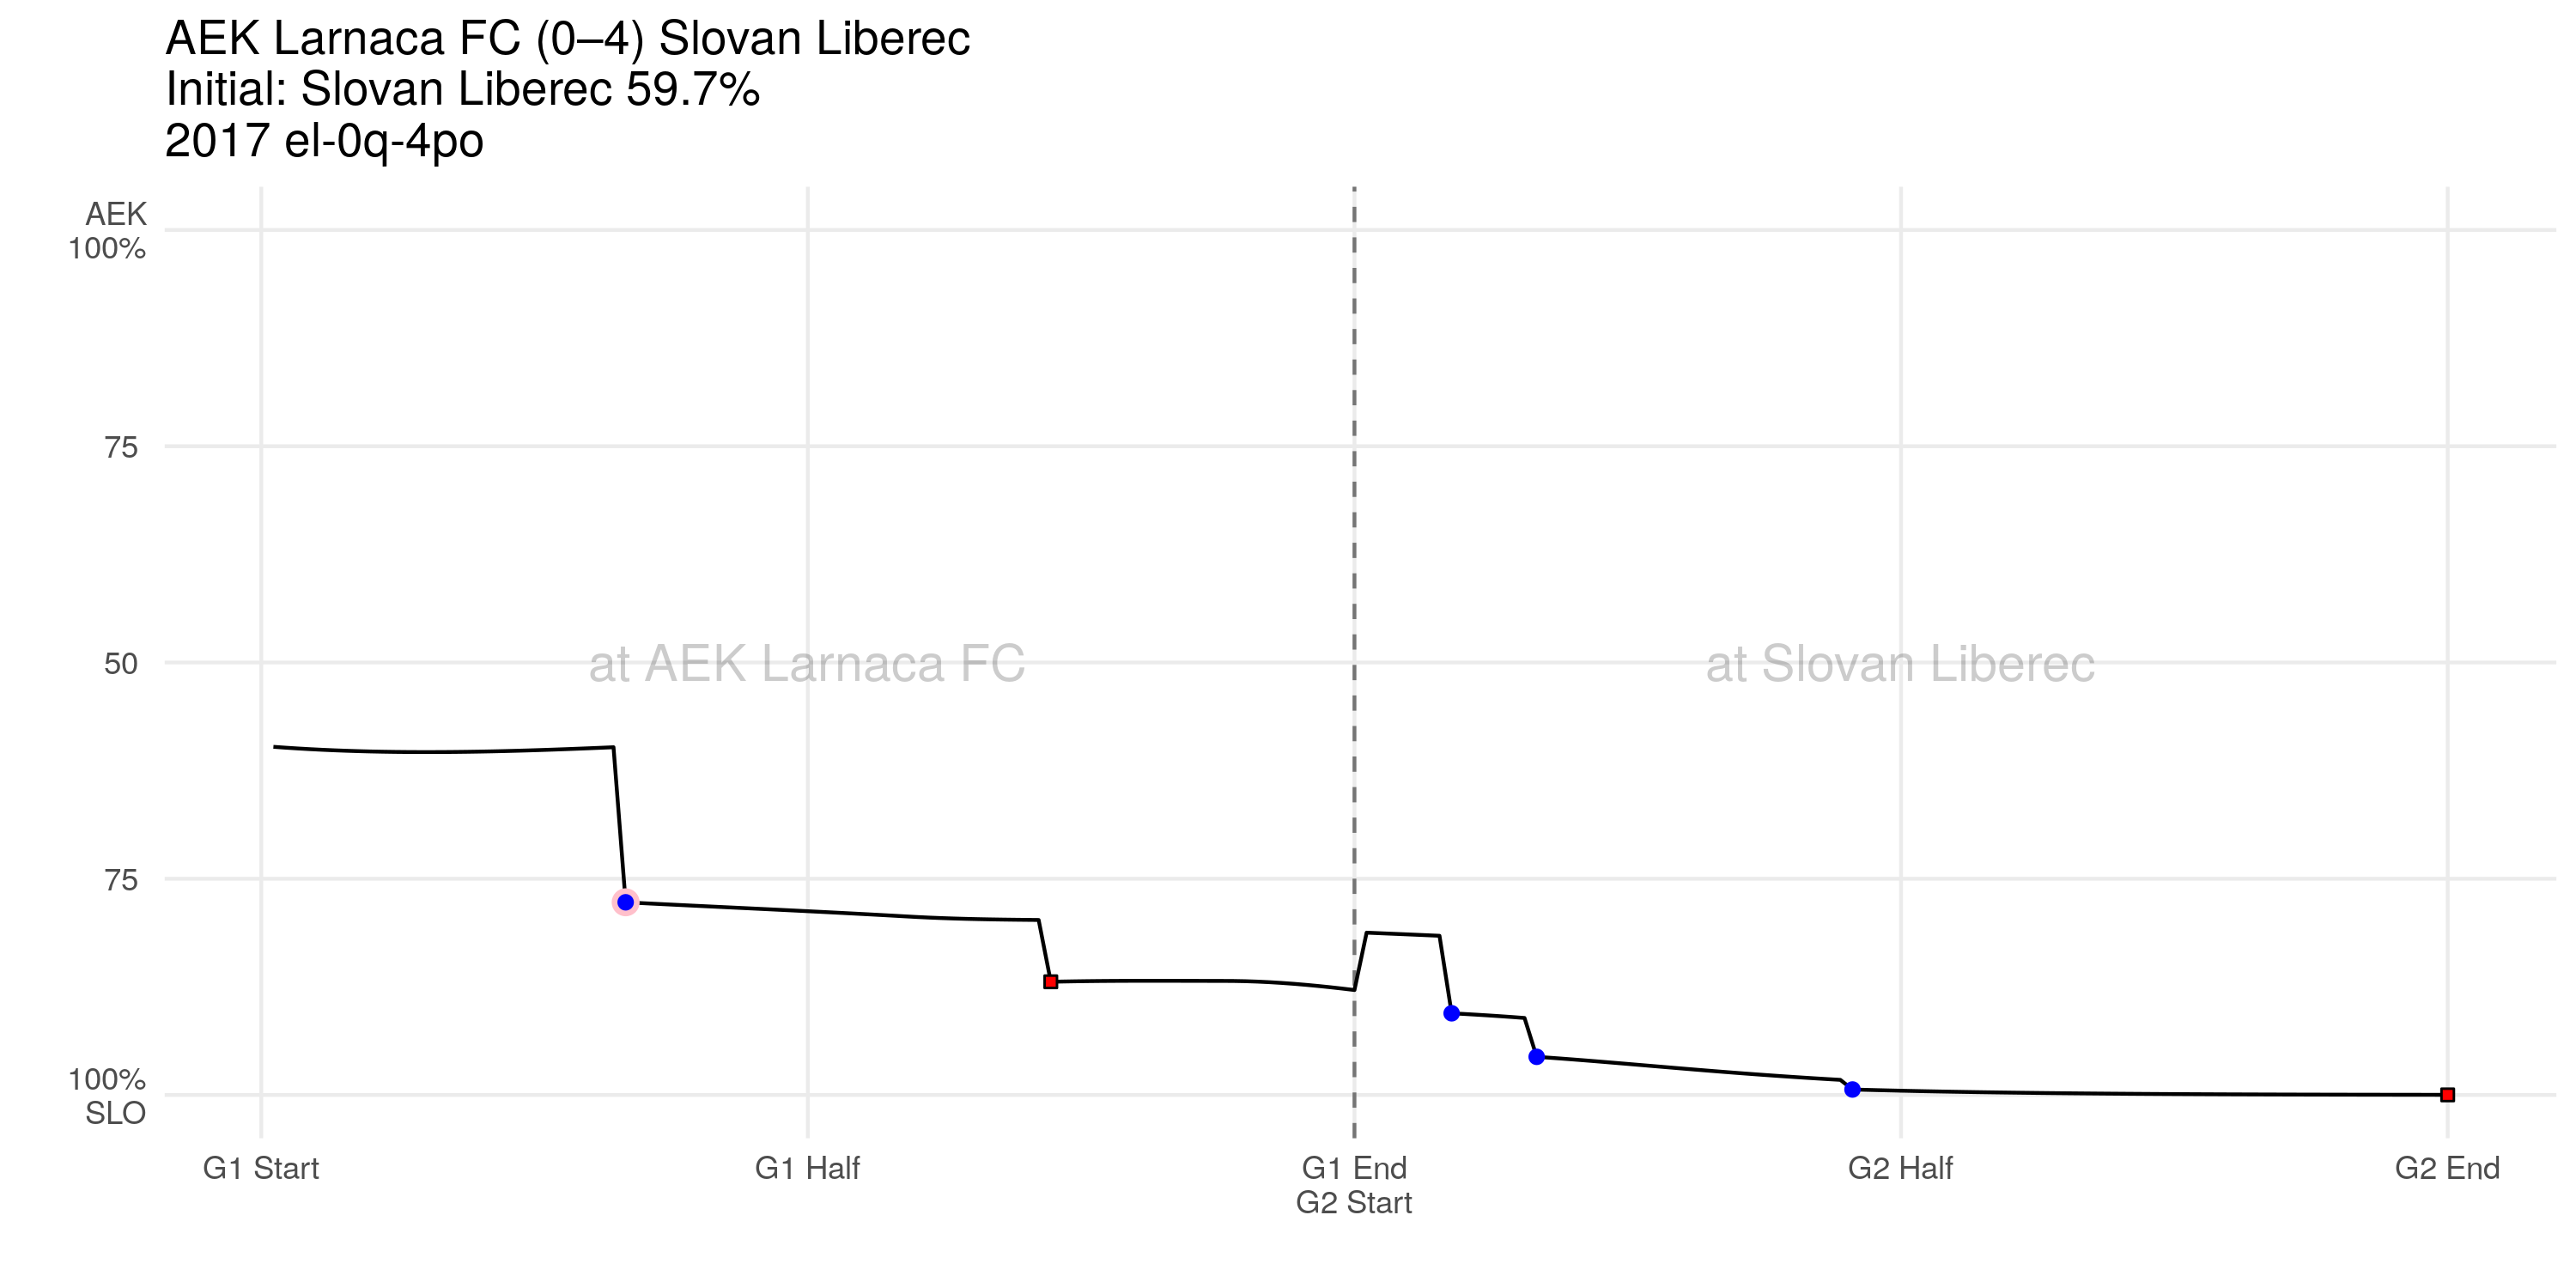 AEK Larnaca FC (0–4) Slovan Liberec
Initial: Slovan Liberec 59.7%
2017 el-0q-4po
AEK
100%
75
50
75
100%
SLO
at AEK Larnaca FC
at Slovan Liberec
G1 Start
G1 Half
G1 End
G2 Start
G2 Half
G2 End